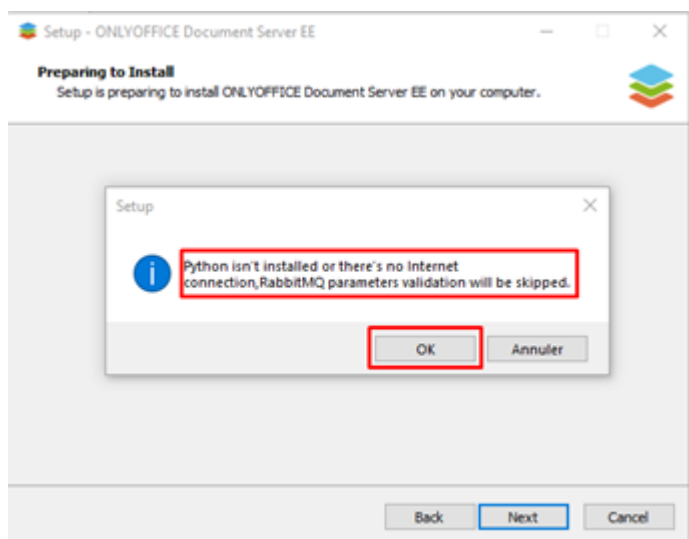 Setup - ONLYOFFICE Document Server EE
Preparing to Install
Setup is preparing to install ONLYOFFICE Document Server EE on your computer.
Setup
Python isn't installed or there's no Internet
connection,RabbitMQ parameters validation will be skipped.
OK Annuler
Back Next Cancel